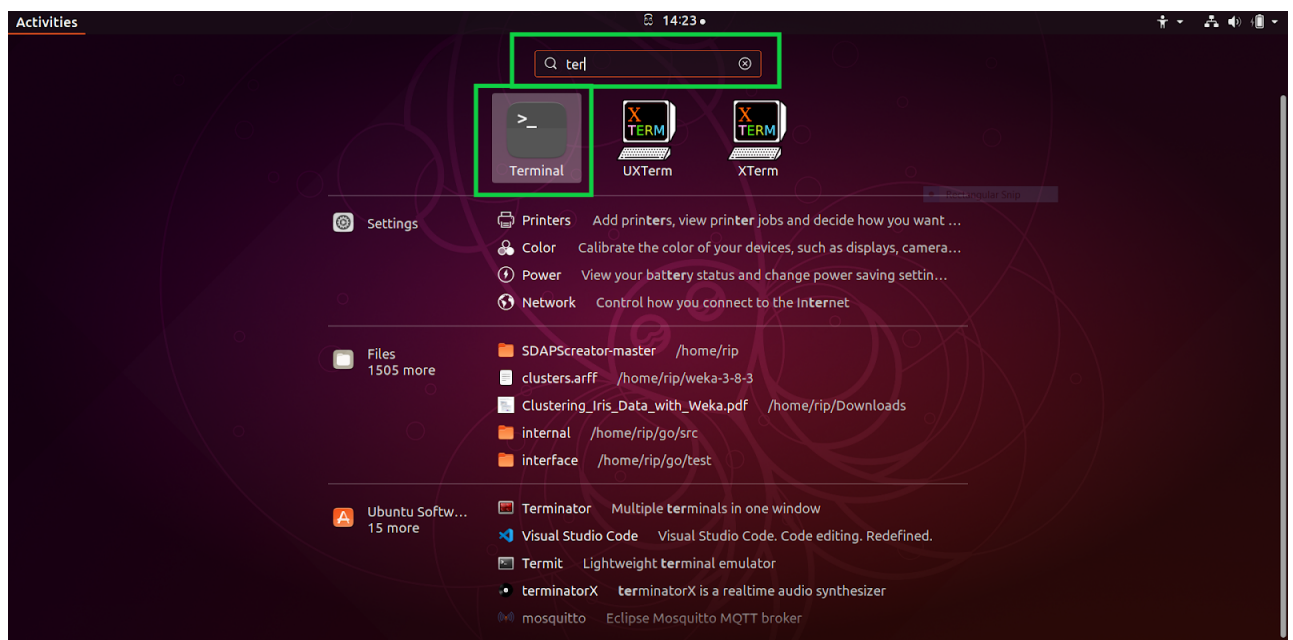 Activities
14:23
ter
>_
X TERM
X TERM
Terminal
UXTerm
XTerm
Rectangular Snip
Settings
Printers Add printers, view printer jobs and decide how you want …
Color Calibrate the color of your devices, such as displays, camera…
Power View your battery status and change power saving settin…
Network Control how you connect to the Internet
Files
1505 more
SDAPScreator-master /home/rip
clusters.arff /home/rip/weka-3-8-3
Clustering_Iris_Data_with_Weka.pdf /home/rip/Downloads
internal /home/rip/go/src
interface /home/rip/go/test
Ubuntu Softw…
15 more
Terminator Multiple terminals in one window
Visual Studio Code Visual Studio Code. Code editing. Redefined.
Termit Lightweight terminal emulator
terminatorX terminatorX is a realtime audio synthesizer
mosquitto Eclipse Mosquitto MQTT broker